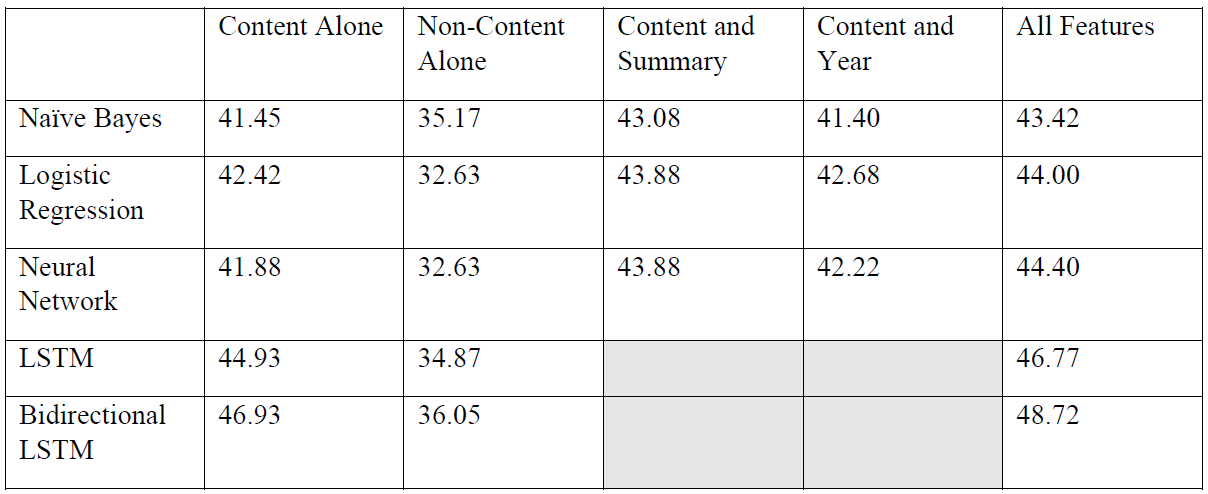 Content Alone Non-Content Content and Content and All Features
Alone Summary Year
Naïve Bayes 41.45 35.17 43.08 41.40 43.42
Logistic 42.42 32.63 43.88 42.68 44.00
Regression
Neural 41.88 32.63 43.88 42.22 44.40
Network
LSTM 44.93 34.87 46.77
Bidirectional 46.93 36.05 48.72
LSTM